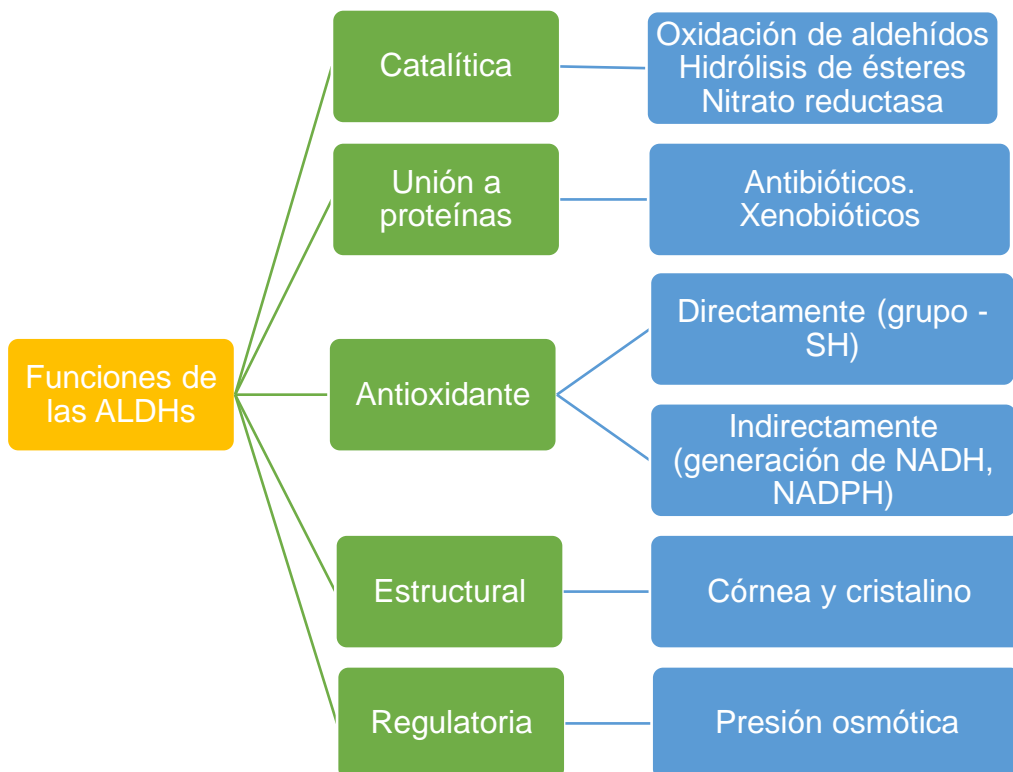 Funciones de
las ALDHs
Catalítica
Oxidación de aldehídos
Hidrólisis de ésteres
Nitrato reductasa
Unión a
proteínas
Antibióticos.
Xenobióticos
Antioxidante
Directamente (grupo -
SH)
Indirectamente
(generación de NADH,
NADPH)
Estructural
Córnea y cristalino
Regulatoria
Presión osmótica